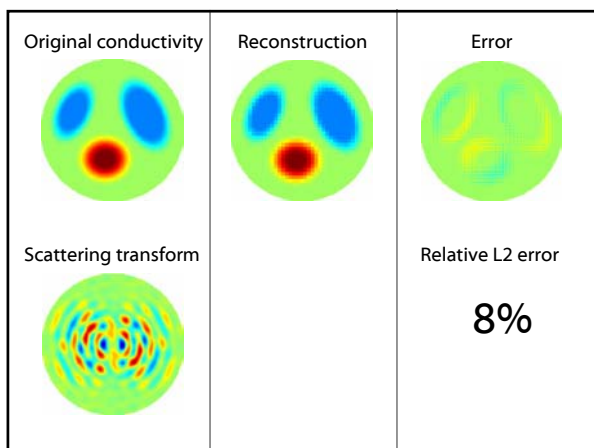 Original conductivity
Reconstruction
Error
Scattering transform
Relative L2 error
8%